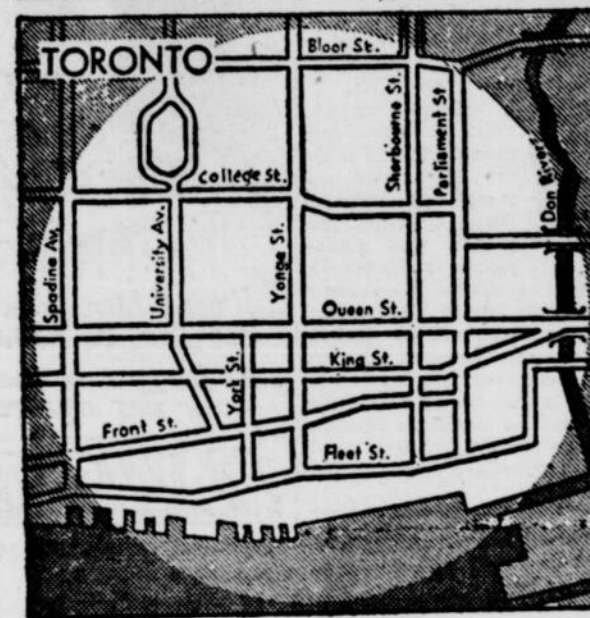 TORONTO
Bloor St.
Sherbourne St.
Parliament St
Don River
College St.
Spadina Av.
University Av.
Yonge St.
Queen St.
York St.
King St.
Front St.
Fleet St.